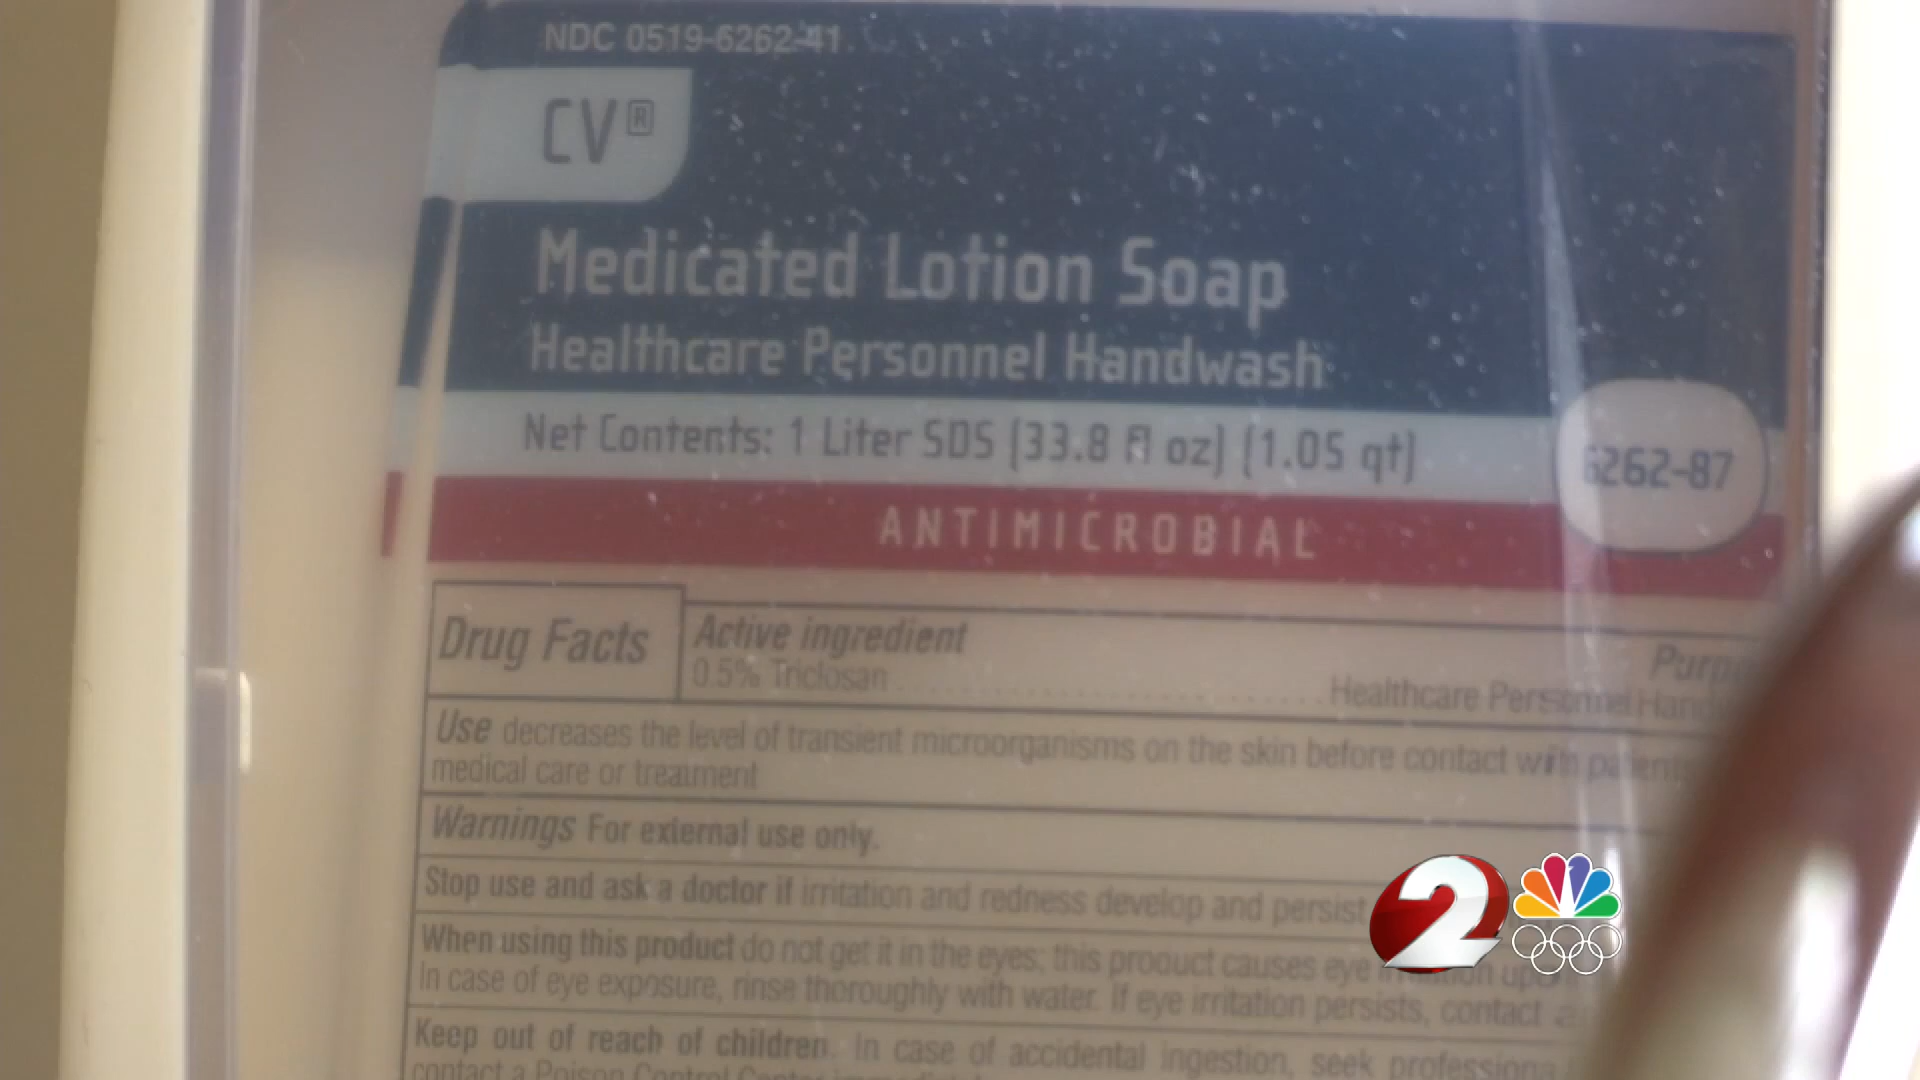 NDC 0519-6262-41
CV®
Medicated Lotion Soap
Healthcare Personnel Handwash
Net Contents: 1 Liter SDS (33.8 fl oz) (1.05 qt)
6262-87
ANTIMICROBIAL
Drug Facts
Active ingredient
0.5% Triclosan ........................ Healthcare Personnel
Use decreases the level of transient microorganisms on the skin before contact with
medical care or treatment
Warnings For external use only.
Stop use and ask a doctor if irritation and redness develop and persist
When using this product do not get it in the eyes; this product causes eye
In case of eye exposure, rinse thoroughly with water. If eye irritation persists, contact
Keep out of reach of children. In case of accidental ingestion, seek
contact a Poison Control Center
2